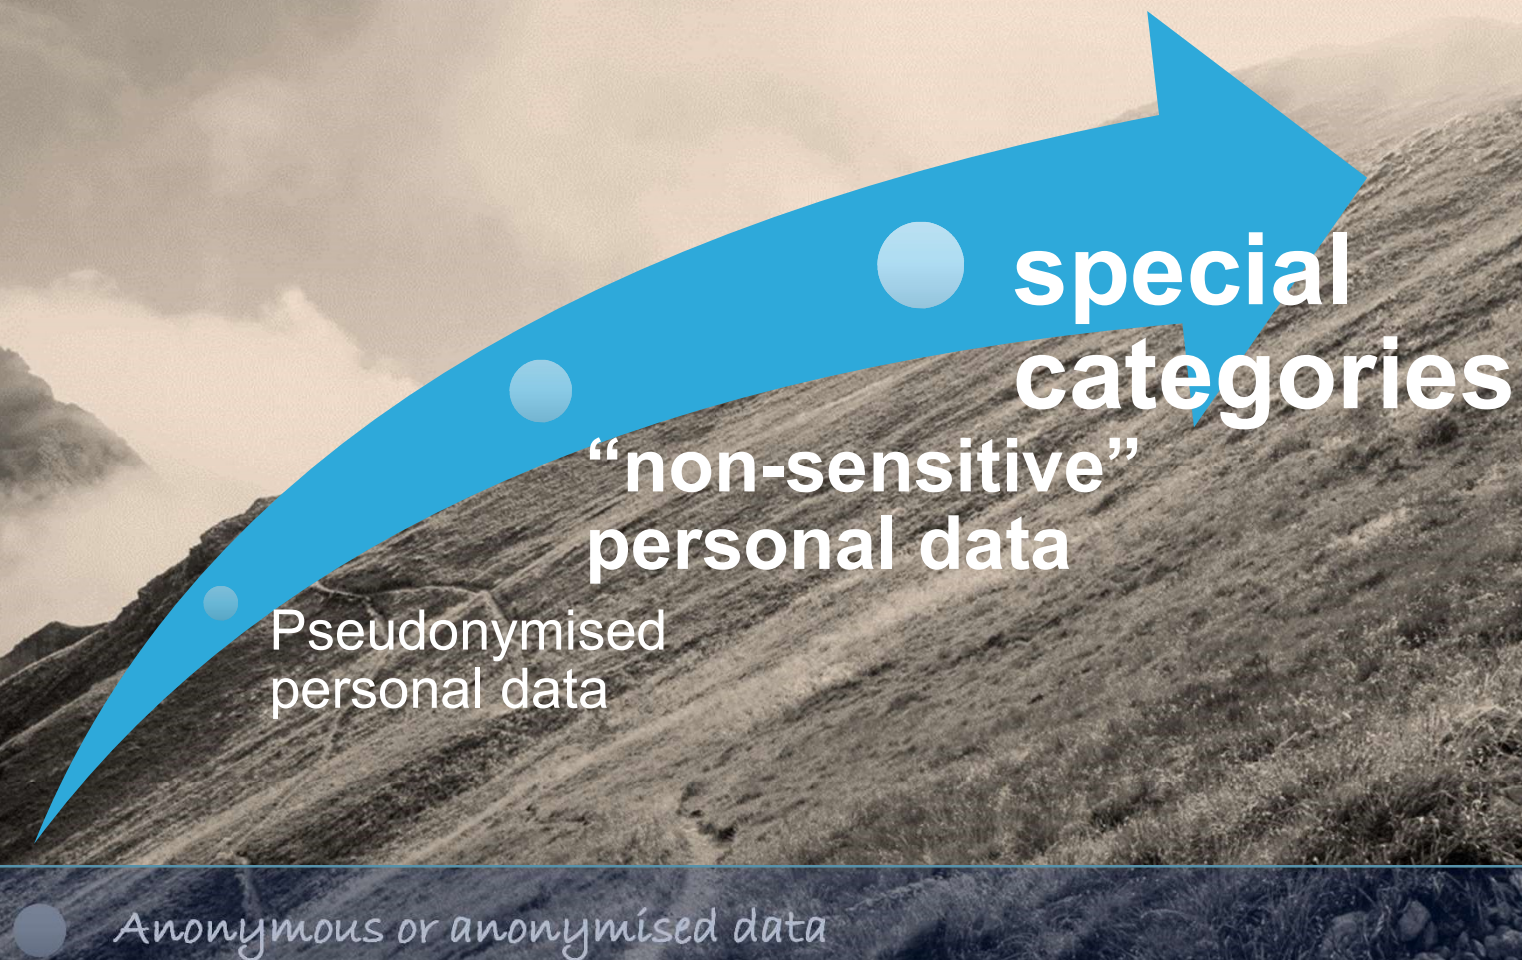 special
categories
“non-sensitive”
personal data
Pseudonymised
personal data
Anonymous or anonymised data